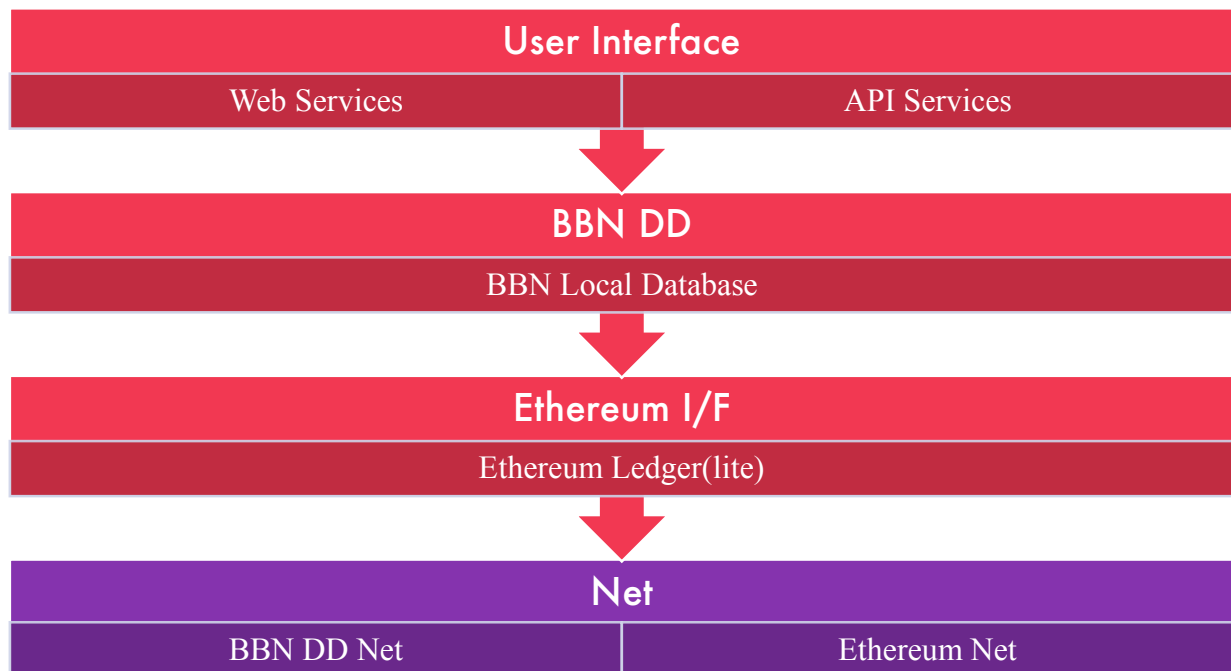 User Interface
Web Services
API Services
BBN DD
BBN Local Database
Ethereum I/F
Ethereum Ledger(lite)
Net
BBN DD Net
Ethereum Net